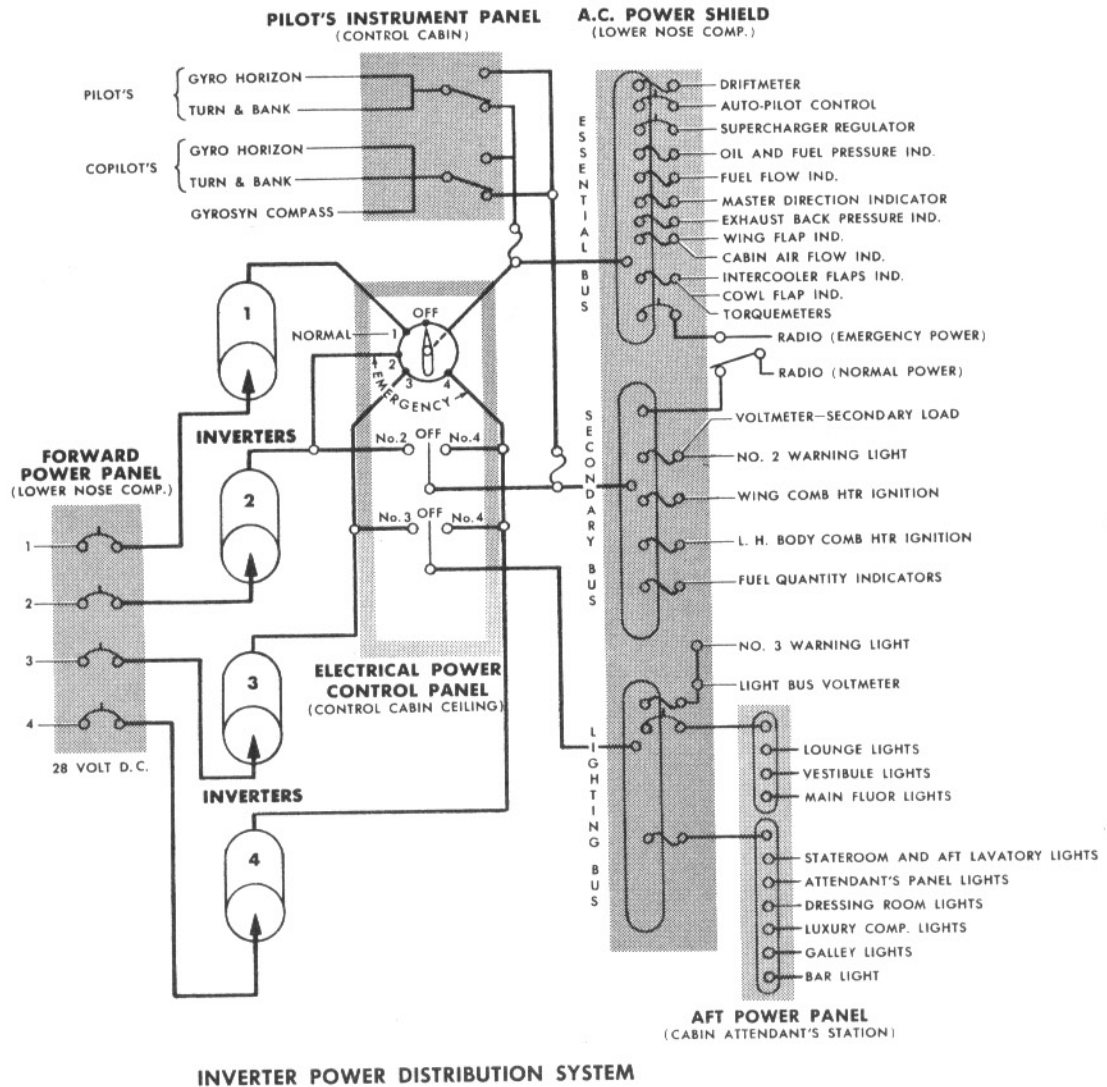 PILOT'S INSTRUMENT PANEL
(CONTROL CABIN)
A.C. POWER SHIELD
(LOWER NOSE COMP.)
PILOT'S
GYRO HORIZON
TURN & BANK
COPILOT'S
GYRO HORIZON
TURN & BANK
GYROSYN COMPASS
ESSENTIAL BUS
DRIFTMETER
AUTO-PILOT CONTROL
SUPERCHARGER REGULATOR
OIL AND FUEL PRESSURE IND.
FUEL FLOW IND.
MASTER DIRECTION INDICATOR
EXHAUST BACK PRESSURE IND.
WING FLAP IND.
CABIN AIR FLOW IND.
INTERCOOLER FLAPS IND.
COWL FLAP IND.
TORQUEMETERS
RADIO (EMERGENCY POWER)
RADIO (NORMAL POWER)
SECONDARY BUS
VOLTMETER—SECONDARY LOAD
NO. 2 WARNING LIGHT
WING COMB HTR IGNITION
L. H. BODY COMB HTR IGNITION
FUEL QUANTITY INDICATORS
LIGHTING BUS
NO. 3 WARNING LIGHT
LIGHT BUS VOLTMETER
LOUNGE LIGHTS
VESTIBULE LIGHTS
MAIN FLUOR LIGHTS
STATEROOM AND AFT LAVATORY LIGHTS
ATTENDANT'S PANEL LIGHTS
DRESSING ROOM LIGHTS
LUXURY COMP. LIGHTS
GALLEY LIGHTS
BAR LIGHT
AFT POWER PANEL
(CABIN ATTENDANT'S STATION)
OFF
NORMAL
1
2
3
4
EMERGENCY
No.2 OFF No.4
No.3 OFF No.4
ELECTRICAL POWER
CONTROL PANEL
(CONTROL CABIN CEILING)
1
INVERTERS
2
3
INVERTERS
4
FORWARD
POWER PANEL
(LOWER NOSE COMP.)
1
2
3
4
28 VOLT D.C.
INVERTER POWER DISTRIBUTION SYSTEM